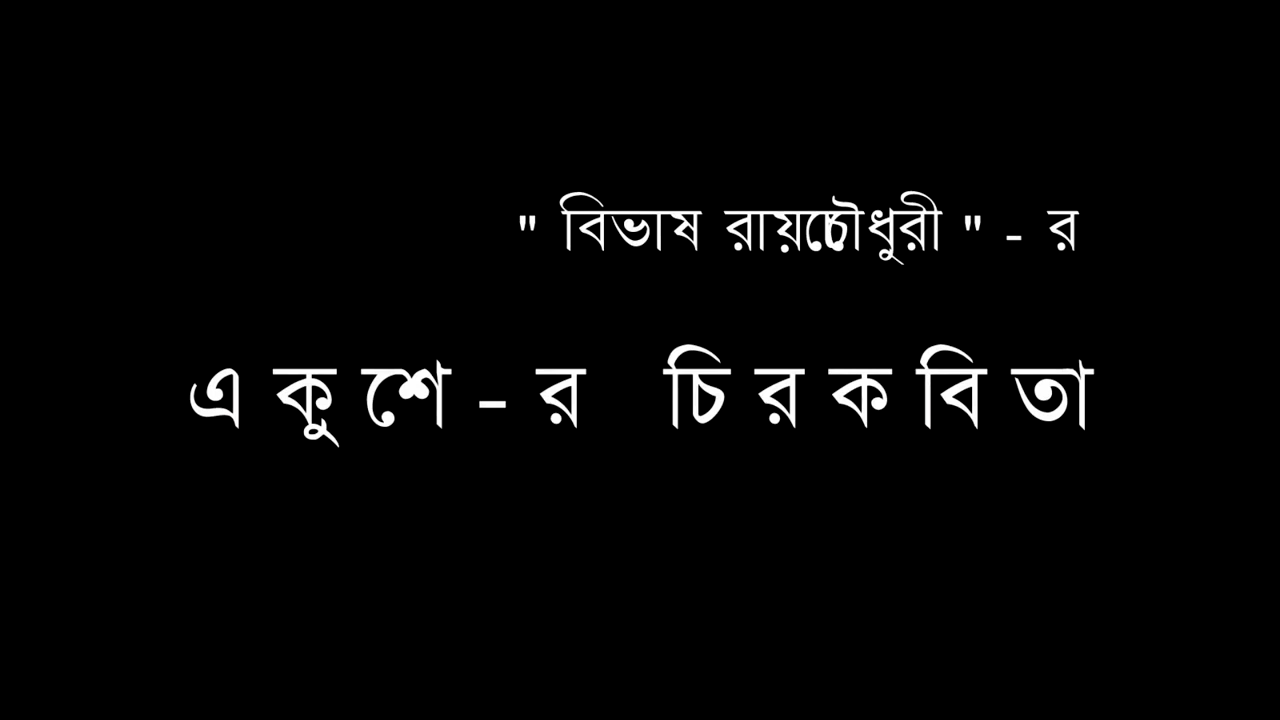 " বিভাষ রায়চৌধুরী " - র
একুশে-র চিরকবিতা